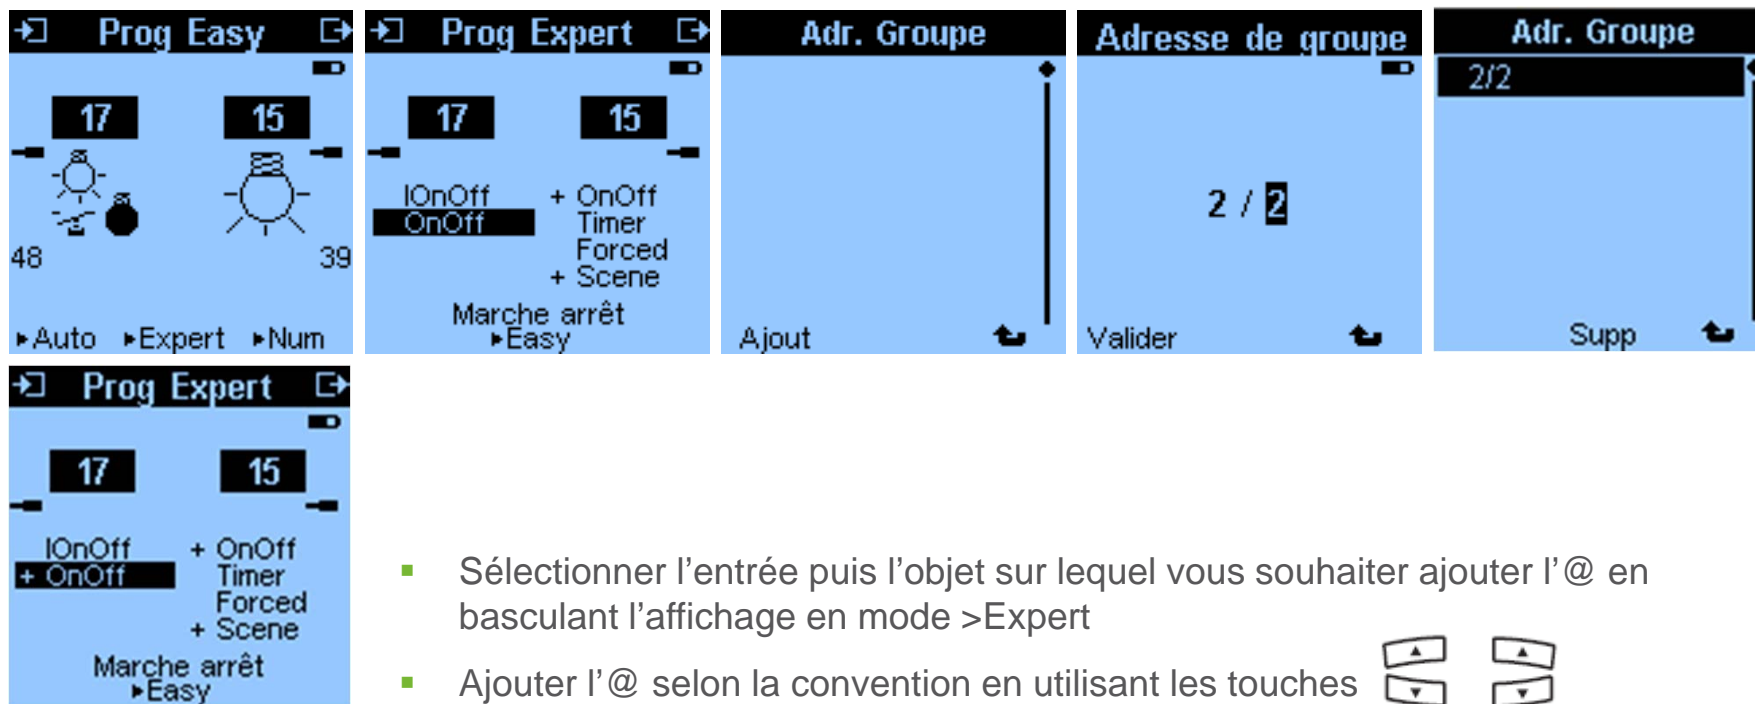 Prog Easy
17 15
48 39
▸Auto ▸Expert ▸Num
Prog Expert
17 15
IOnOff + OnOff
OnOff Timer
Forced
+ Scene
Marche arrêt
▸Easy
Adr. Groupe
Ajout
Adresse de groupe
2 / 2
Valider
Adr. Groupe
2/2
Supp
Prog Expert
17 15
IOnOff + OnOff
+ OnOff Timer
Forced
+ Scene
Marche arrêt
▸Easy
▪ Sélectionner l’entrée puis l’objet sur lequel vous souhaiter ajouter l’@ en
basculant l’affichage en mode >Expert
▪ Ajouter l’@ selon la convention en utilisant les touches